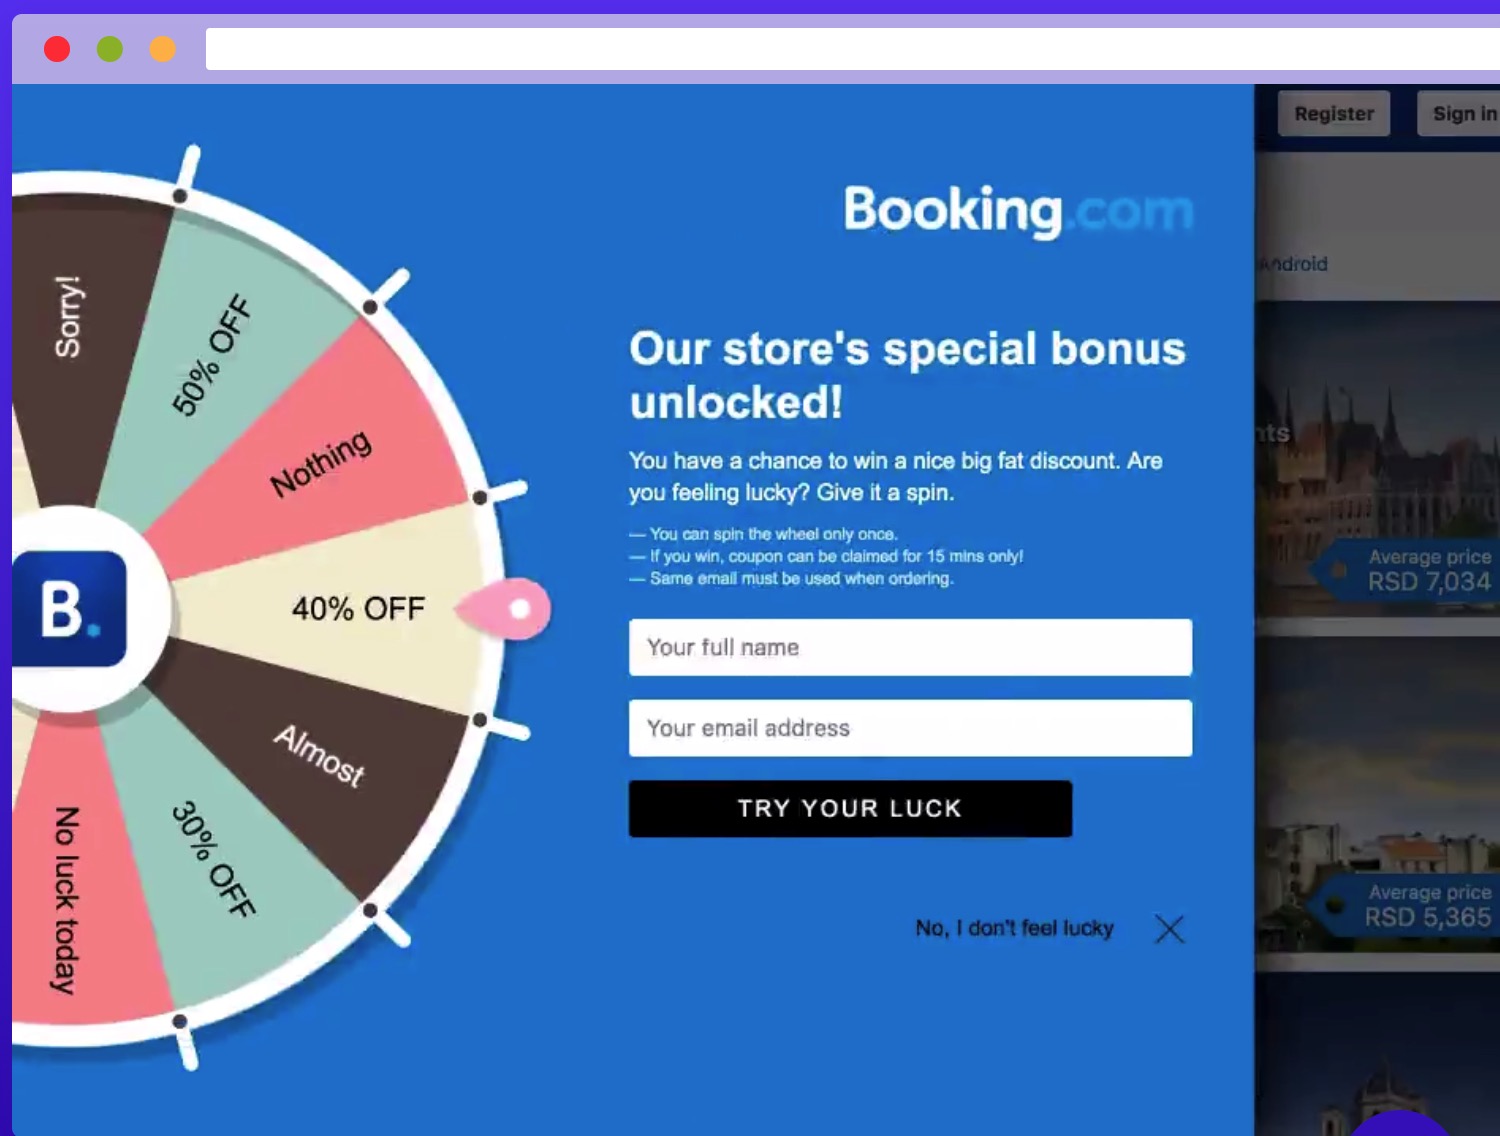 Register
Sign in
Booking.com
Android
Sorry!
50% OFF
Nothing
40% OFF
Almost
30% OFF
No luck today
B.
Our store's special bonus
unlocked!
You have a chance to win a nice big fat discount. Are
you feeling lucky? Give it a spin.
— You can spin the wheel only once.
— If you win, coupon can be claimed for 15 mins only!
— Same email must be used when ordering.
Your full name
Your email address
TRY YOUR LUCK
No, I don't feel lucky
Average price
RSD 7,034
Average price
RSD 5,365